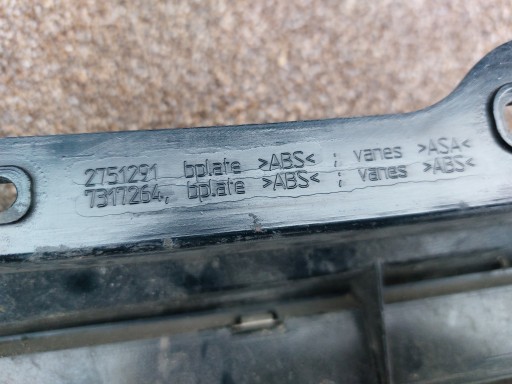 2751291 bplate >ABS< ; vanes >ASA<
7317264, bplate >ABS< ; vanes >ABS<